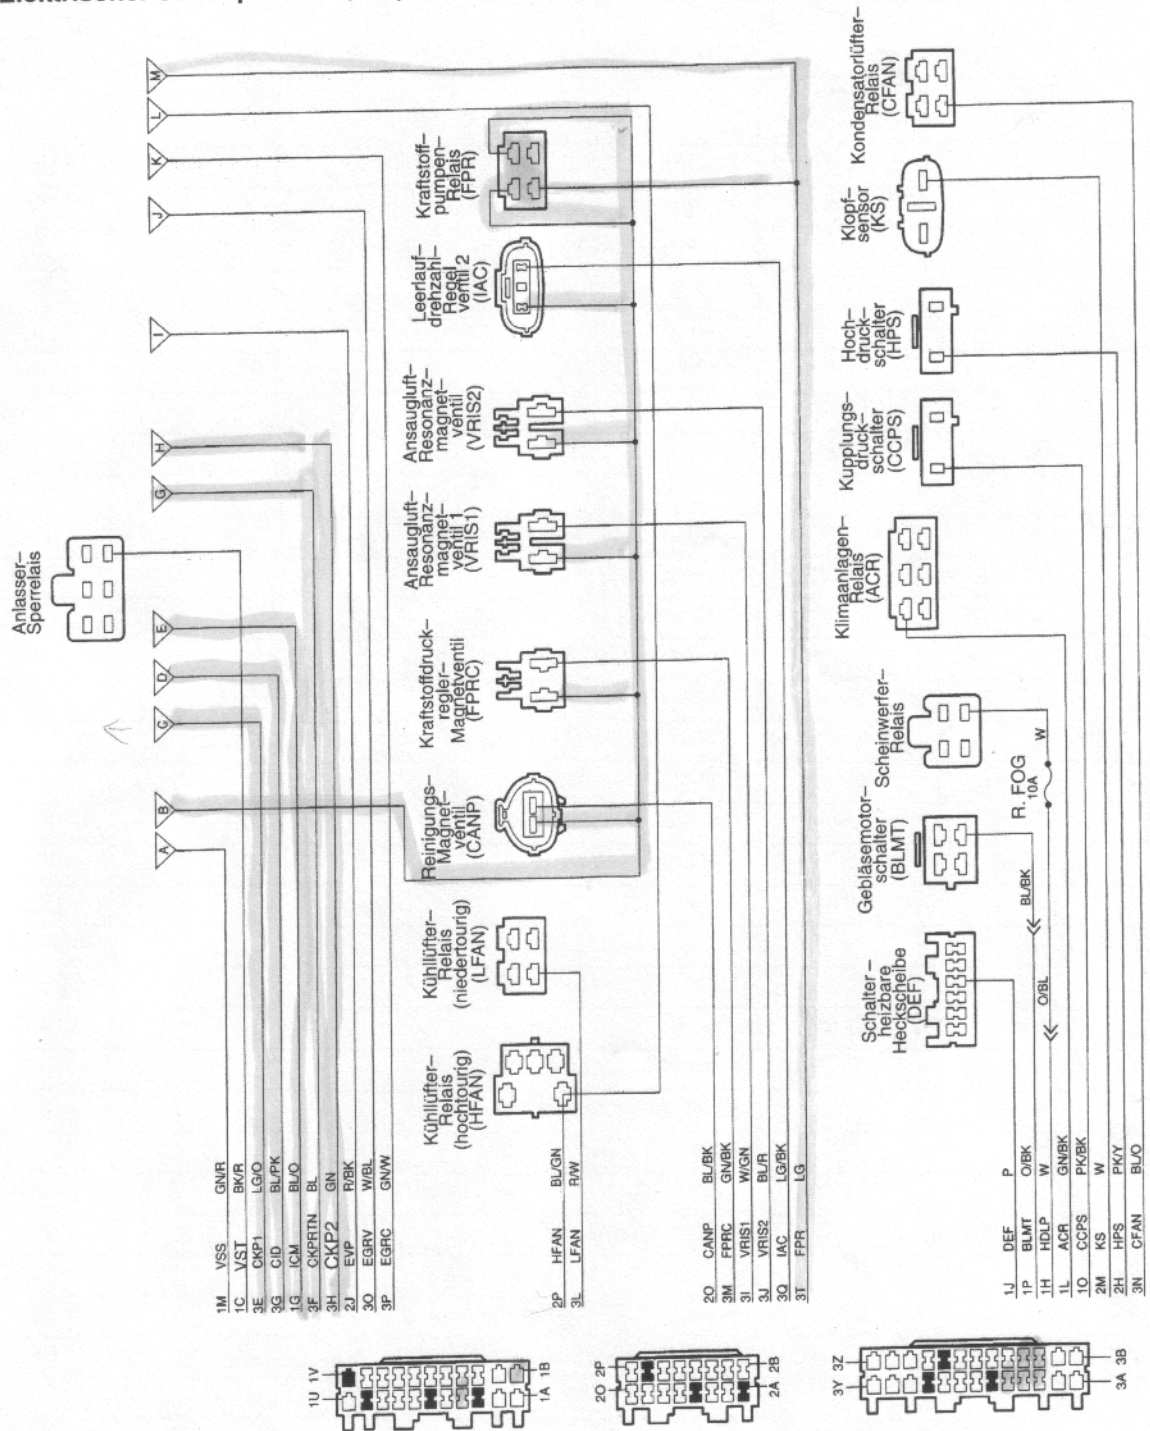 Anlasser–
Sperrelais
A
B
C
D
E
G
H
I
J
K
L
M
1M VSS GN/R
1C VST BK/R
3E CKP1 LG/O
3G CID BL/PK
1G ICM BL/O
3F CKPRTN BL
3H CKP2 GN
2J EVP R/BK
3O EGRV W/BL
3P EGRC GN/W
Kühllüfter–
Relais
(hochtourig)
(HFAN)
Kühllüfter–
Relais
(niedertourig)
(LFAN)
Reinigungs–
Magnet–
ventil
(CANP)
Kraftstoffdruck–
regler–
Magnetventil
(FPRC)
Ansaugluft–
Resonanz–
magnet–
ventil 1
(VRIS1)
Ansaugluft–
Resonanz–
magnet–
ventil
(VRIS2)
Leerlauf–
drehzahl–
Regel
ventil 2
(IAC)
Kraftstoff–
pumpen–
Relais
(FPR)
2P HFAN BL/GN
3L LFAN R/W
2O CANP BL/BK
3M FPRC GN/BK
3I VRIS1 W/GN
3J VRIS2 BL/R
3Q IAC LG/BK
3T FPR LG
Schalter–
heizbare
Heckscheibe
(DEF)
Gebläsemotor–
schalter
(BLMT)
Scheinwerfer–
Relais
Klimaanlagen–
Relais
(ACR)
Kupplungs–
druck–
schalter
(CCPS)
Hoch–
druck–
schalter
(HPS)
Klopf–
sensor
(KS)
Kondensatorlüfter–
Relais
(CFAN)
BL/BK
O/BL
R. FOG
10A
W
1J DEF P
1P BLMT O/BK
1H HDLP W
1L ACR GN/BK
1O CCPS PK/BK
2M KS W
2H HPS PK/Y
3N CFAN BL/O
1U 1V
1A 1B
2O 2P
2A 2B
3Y 3Z
3A 3B